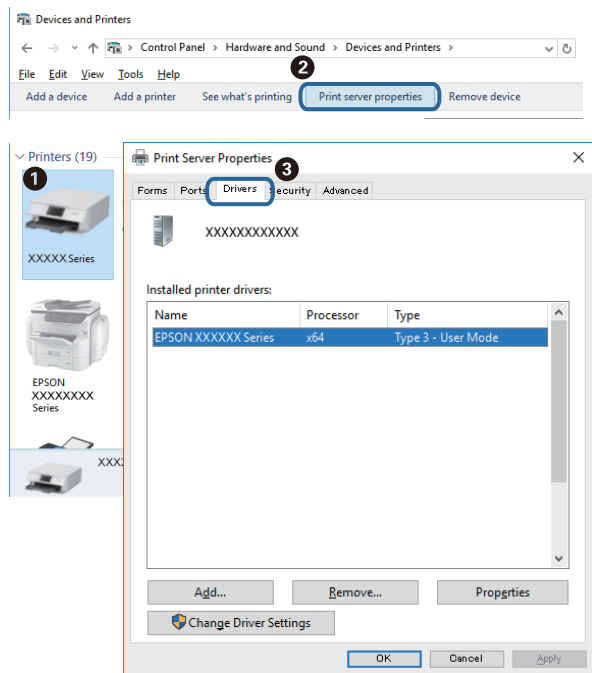 Devices and Printers
Control Panel > Hardware and Sound > Devices and Printers >
File Edit View Tools Help
2
Add a device Add a printer See what's printing Print server properties Remove device
Printers (19)
1
XXXXX Series
EPSON
XXXXXXXX
Series
XXX
Print Server Properties
3
Forms Ports Drivers Security Advanced
XXXXXXXXXXXX
Installed printer drivers:
Name Processor Type
EPSON XXXXXX Series x64 Type 3 - User Mode
Add... Remove... Properties
Change Driver Settings
OK Cancel Apply